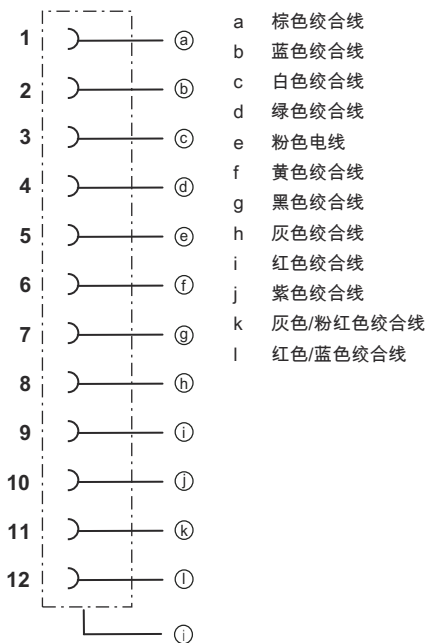 1 ⓐ
2 ⓑ
3 ⓒ
4 ⓓ
5 ⓔ
6 ⓕ
7 ⓖ
8 ⓗ
9 ⓘ
10 ⓙ
11 ⓚ
12 ⓛ
ⓘ
a 棕色绞合线
b 蓝色绞合线
c 白色绞合线
d 绿色绞合线
e 粉色电线
f 黄色绞合线
g 黑色绞合线
h 灰色绞合线
i 红色绞合线
j 紫色绞合线
k 灰色/粉红色绞合线
l 红色/蓝色绞合线